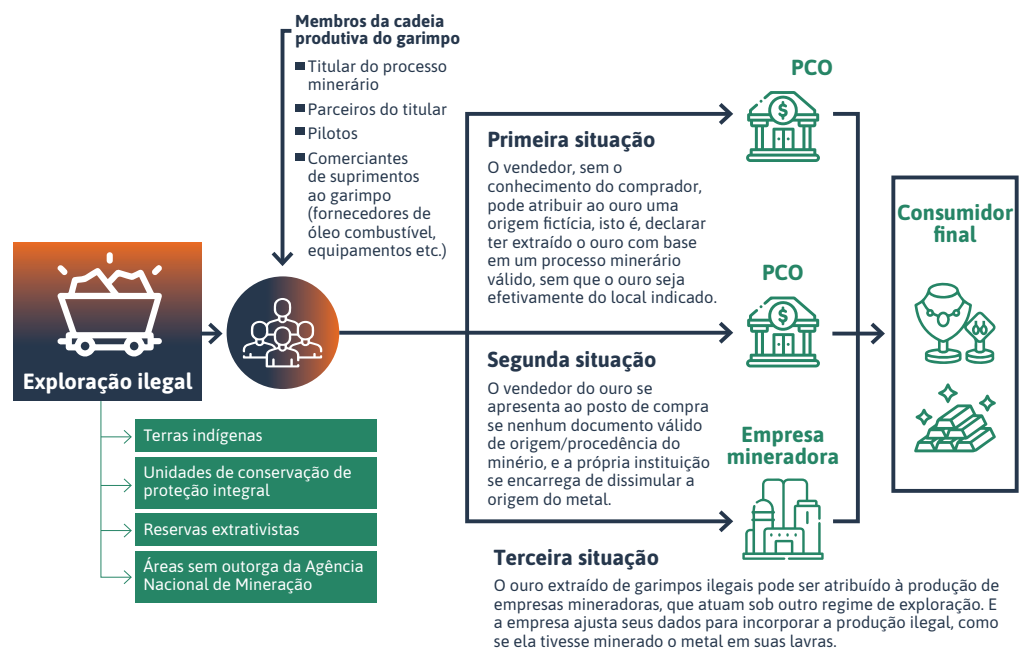 Membros da cadeia
produtiva do garimpo
Titular do processo
minerário
Parceiros do titular
Pilotos
Comerciantes
de suprimentos
ao garimpo
(fornecedores de
óleo combustível,
equipamentos etc.)
Exploração ilegal
Terras indígenas
Unidades de conservação de
proteção integral
Reservas extrativistas
Áreas sem outorga da Agência
Nacional de Mineração
PCO
$
Primeira situação
O vendedor, sem o
conhecimento do comprador,
pode atribuir ao ouro uma
origem fictícia, isto é, declarar
ter extraído o ouro com base
em um processo minerário
válido, sem que o ouro seja
efetivamente do local indicado.
PCO
$
Segunda situação
O vendedor do ouro se
apresenta ao posto de compra
se nenhum documento válido
de origem/procedência do
minério, e a própria instituição
se encarrega de dissimular a
origem do metal.
Empresa
mineradora
Terceira situação
O ouro extraído de garimpos ilegais pode ser atribuído à produção de
empresas mineradoras, que atuam sob outro regime de exploração. E
a empresa ajusta seus dados para incorporar a produção ilegal, como
se ela tivesse minerado o metal em suas lavras.
Consumidor
final